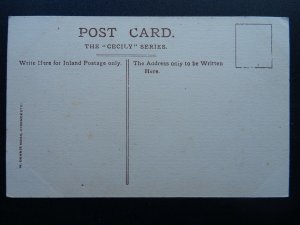 POST CARD.
THE "CECILY" SERIES.
Write Here for Inland Postage only.
The Address only to be Written
Here.